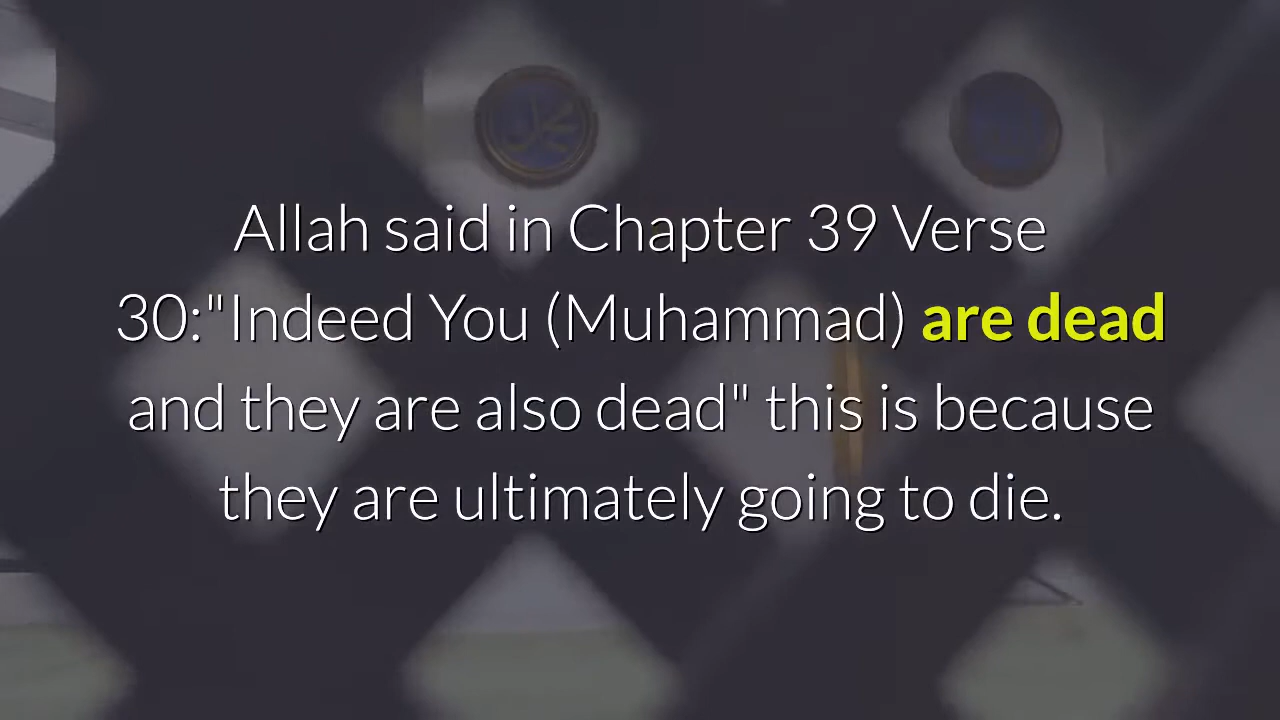 Allah said in Chapter 39 Verse
30:"Indeed You (Muhammad) are dead
and they are also dead" this is because
they are ultimately going to die.